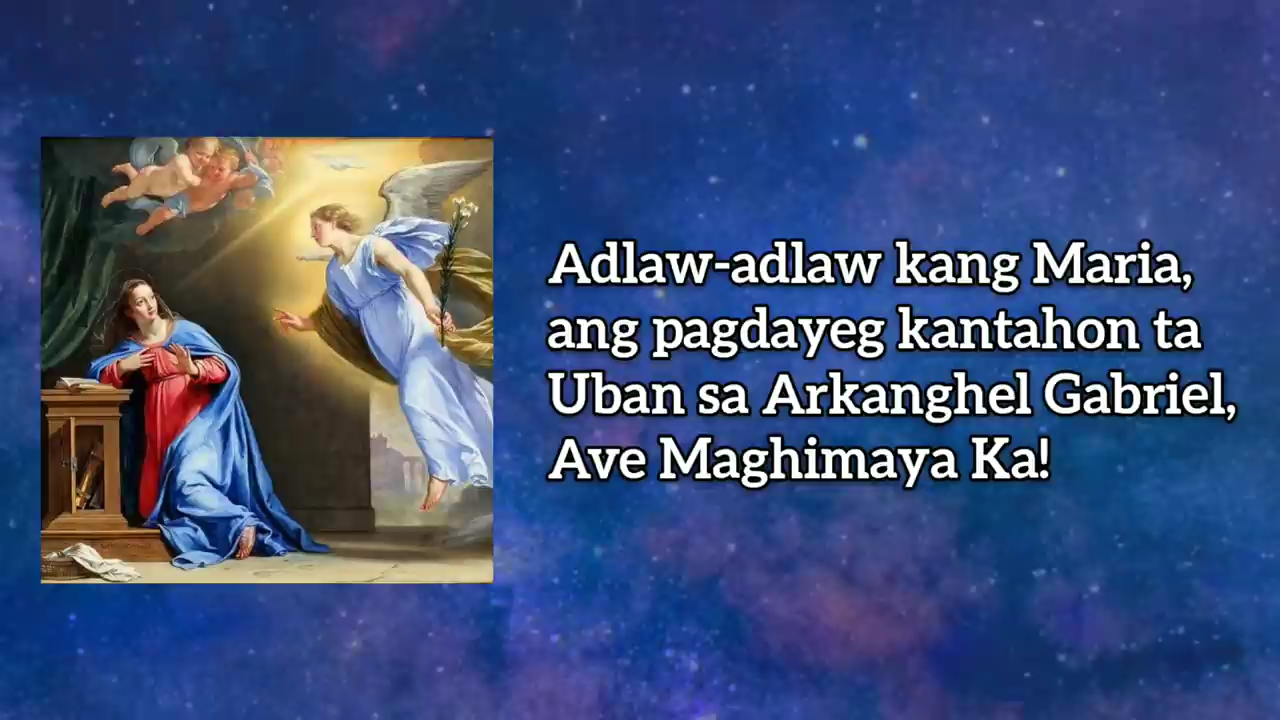 Adlaw-adlaw kang Maria,
ang pagdayeg kantahon ta
Uban sa Arkanghel Gabriel,
Ave Maghimaya Ka!